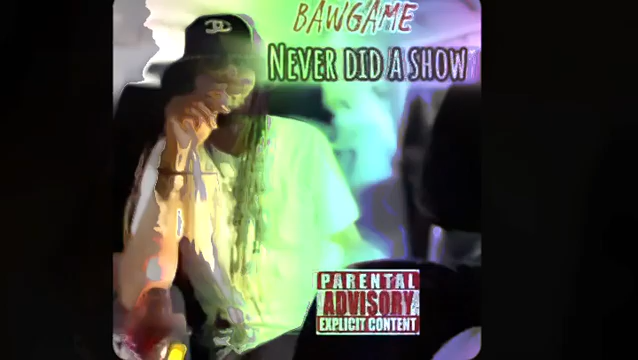 BAWGAME
NEVER DID A SHOW
PARENTAL
ADVISORY
EXPLICIT CONTENT